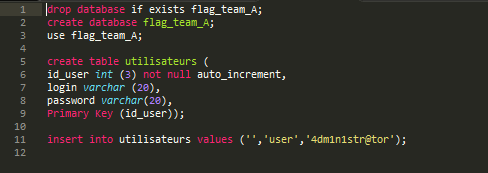 1 drop database if exists flag_team_A;
2 create database flag_team_A;
3 use flag_team_A;
4
5 create table utilisateurs (
6 id_user int (3) not null auto_increment,
7 login varchar (20),
8 password varchar(20),
9 Primary Key (id_user));
10
11 insert into utilisateurs values ('','user','4dm1n1str@tor');
12